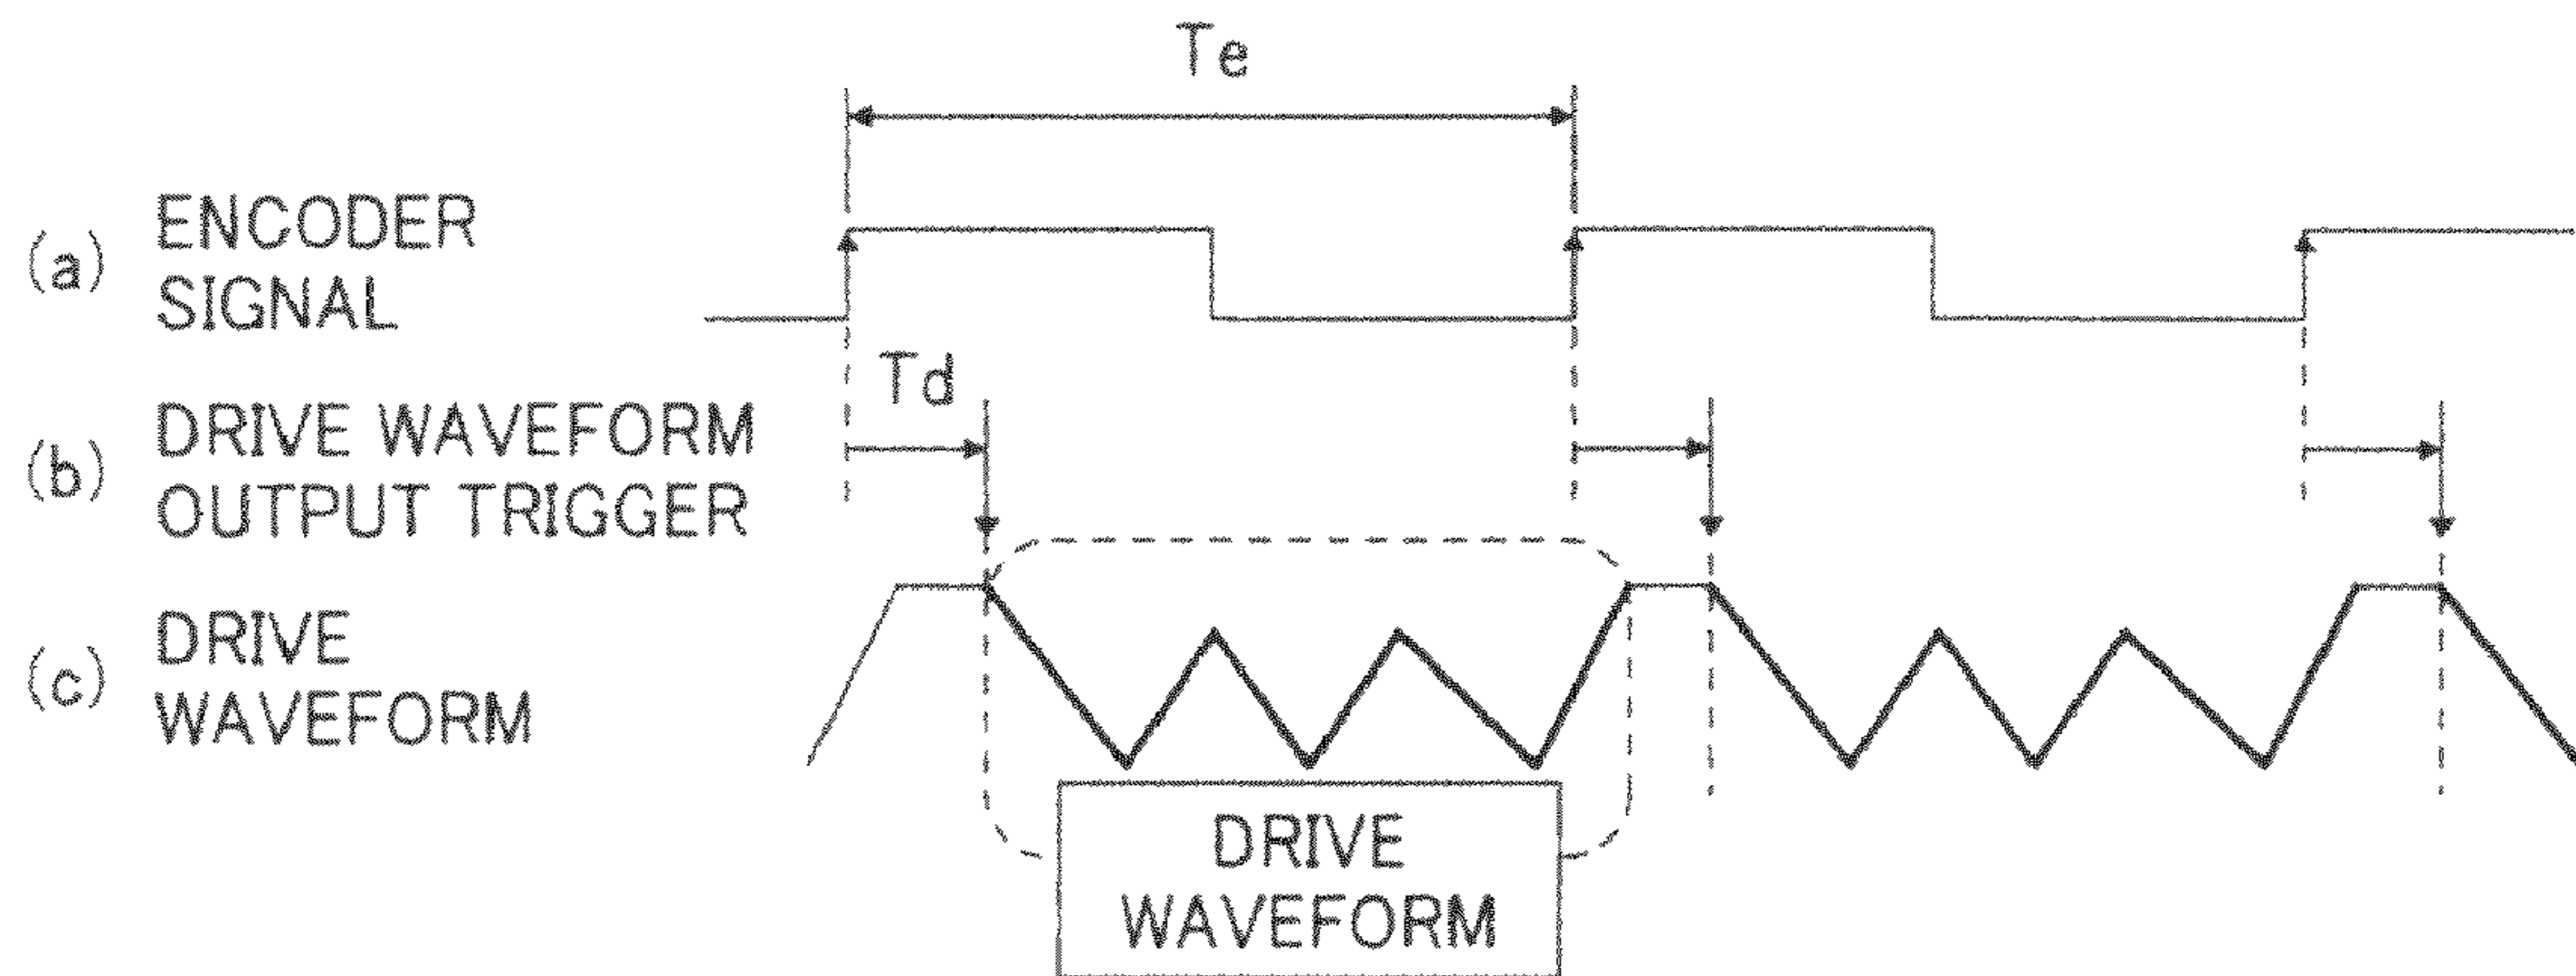 Te
(a) ENCODER
SIGNAL
Td
(b) DRIVE WAVEFORM
OUTPUT TRIGGER
(c) DRIVE
WAVEFORM
DRIVE
WAVEFORM